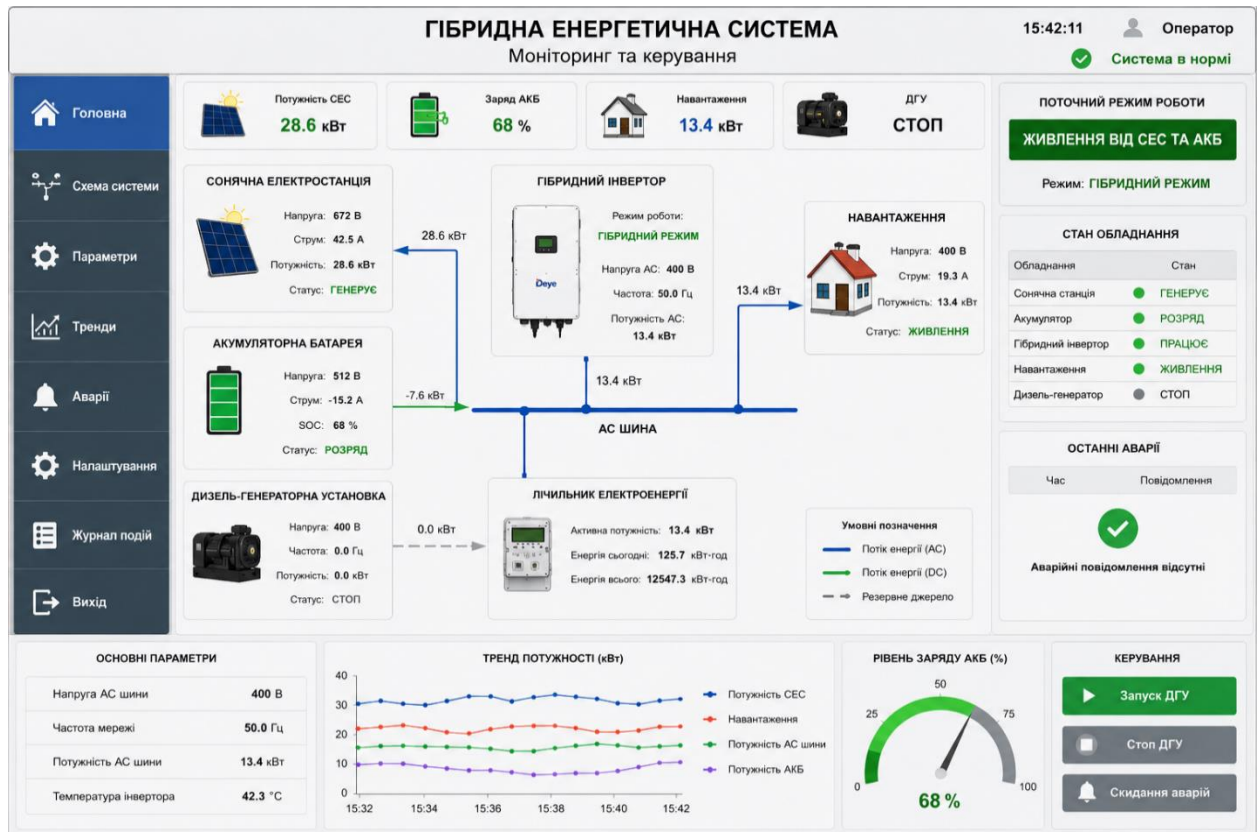 ГІБРИДНА ЕНЕРГЕТИЧНА СИСТЕМА
Моніторинг та керування
15:42:11 Оператор
Система в нормі
Головна
Схема системи
Параметри
Тренди
Аварії
Налаштування
Журнал подій
Вихід
Потужність СЕС
28.6 кВт
Заряд АКБ
68 %
Навантаження
13.4 кВт
ДГУ
СТОП
СОНЯЧНА ЕЛЕКТРОСТАНЦІЯ
Напруга: 672 В
Струм: 42.5 А
Потужність: 28.6 кВт
Статус: ГЕНЕРУЄ
28.6 кВт
ГІБРИДНИЙ ІНВЕРТОР
Режим роботи:
ГІБРИДНИЙ РЕЖИМ
Напруга АС: 400 В
Частота: 50.0 Гц
Потужність АС:
13.4 кВт
Deye
13.4 кВт
НАВАНТАЖЕННЯ
Напруга: 400 В
Струм: 19.3 А
Потужність: 13.4 кВт
Статус: ЖИВЛЕННЯ
АКУМУЛЯТОРНА БАТАРЕЯ
Напруга: 512 В
Струм: -15.2 А
SOC: 68 %
Статус: РОЗРЯД
-7.6 кВт
13.4 кВт
АС ШИНА
ДИЗЕЛЬ-ГЕНЕРАТОРНА УСТАНОВКА
Напруга: 400 В
Частота: 0.0 Гц
Потужність: 0.0 кВт
Статус: СТОП
0.0 кВт
ЛІЧИЛЬНИК ЕЛЕКТРОЕНЕРГІЇ
Активна потужність: 13.4 кВт
Енергія сьогодні: 125.7 кВт-год
Енергія всього: 12547.3 кВт-год
Умовні позначення
Потік енергії (AC)
Потік енергії (DC)
Резервне джерело
ПОТОЧНИЙ РЕЖИМ РОБОТИ
ЖИВЛЕННЯ ВІД СЕС ТА АКБ
Режим: ГІБРИДНИЙ РЕЖИМ
СТАН ОБЛАДНАННЯ
Обладнання Стан
Сонячна станція ГЕНЕРУЄ
Акумулятор РОЗРЯД
Гібридний інвертор ПРАЦЮЄ
Навантаження ЖИВЛЕННЯ
Дизель-генератор СТОП
ОСТАННІ АВАРІЇ
Час Повідомлення
Аварійні повідомлення відсутні
ОСНОВНІ ПАРАМЕТРИ
Напруга АС шини 400 В
Частота мережі 50.0 Гц
Потужність АС шини 13.4 кВт
Температура інвертора 42.3 °C
ТРЕНД ПОТУЖНОСТІ (кВт)
40
30
20
10
0
15:32 15:34 15:36 15:38 15:40 15:42
Потужність СЕС
Навантаження
Потужність АС шини
Потужність АКБ
РІВЕНЬ ЗАРЯДУ АКБ (%)
50
25 75
0 100
68 %
КЕРУВАННЯ
Запуск ДГУ
Стоп ДГУ
Скидання аварій